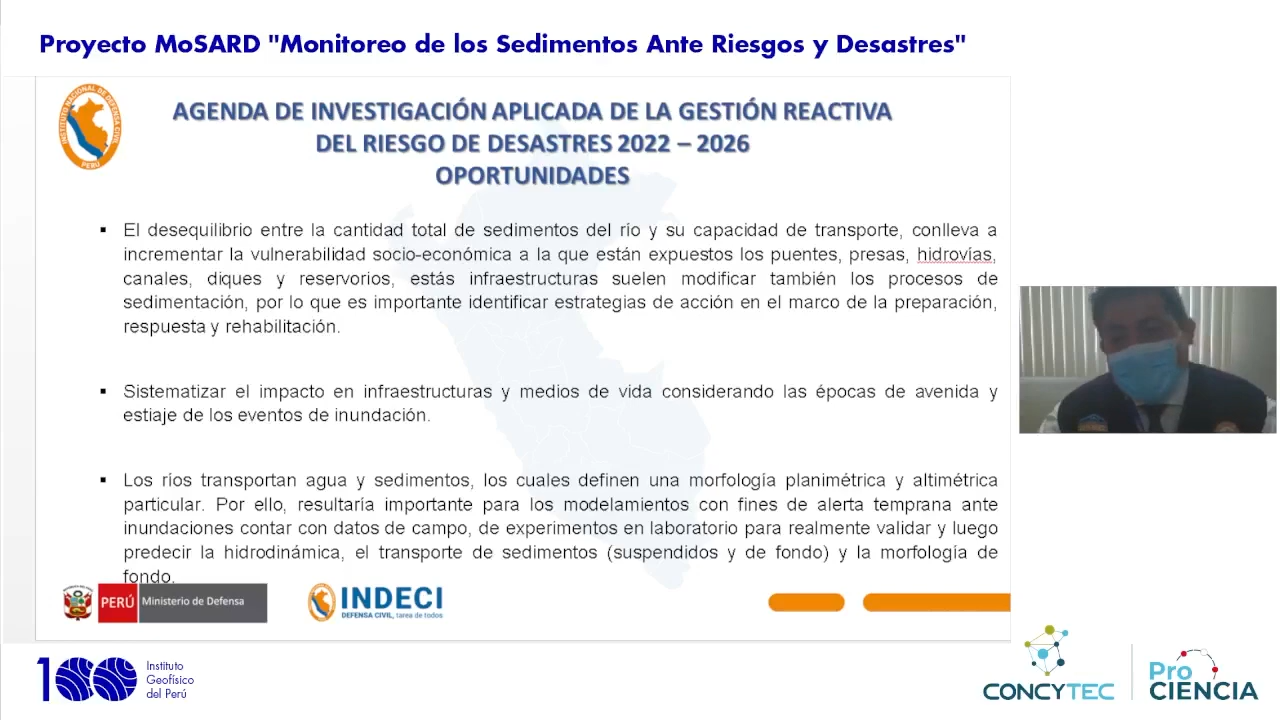 Proyecto MoSARD "Monitoreo de los Sedimentos Ante Riesgos y Desastres"
INSTITUTO NACIONAL DE DEFENSA CIVIL
PERU
AGENDA DE INVESTIGACIÓN APLICADA DE LA GESTIÓN REACTIVA
DEL RIESGO DE DESASTRES 2022 – 2026
OPORTUNIDADES
▪ El desequilibrio entre la cantidad total de sedimentos del río y su capacidad de transporte, conlleva a
incrementar la vulnerabilidad socio-económica a la que están expuestos los puentes, presas, hidrovías,
canales, diques y reservorios, estás infraestructuras suelen modificar también los procesos de
sedimentación, por lo que es importante identificar estrategias de acción en el marco de la preparación,
respuesta y rehabilitación.
▪ Sistematizar el impacto en infraestructuras y medios de vida considerando las épocas de avenida y
estiaje de los eventos de inundación.
▪ Los ríos transportan agua y sedimentos, los cuales definen una morfología planimétrica y altimétrica
particular. Por ello, resultaría importante para los modelamientos con fines de alerta temprana ante
inundaciones contar con datos de campo, de experimentos en laboratorio para realmente validar y luego
predecir la hidrodinámica, el transporte de sedimentos (suspendidos y de fondo) y la morfología de
fondo.
PERÚ Ministerio de Defensa
INDECI
DEFENSA CIVIL, tarea de todos
100 Instituto
Geofísico
del Perú
CONCYTEC
Pro
CIENCIA